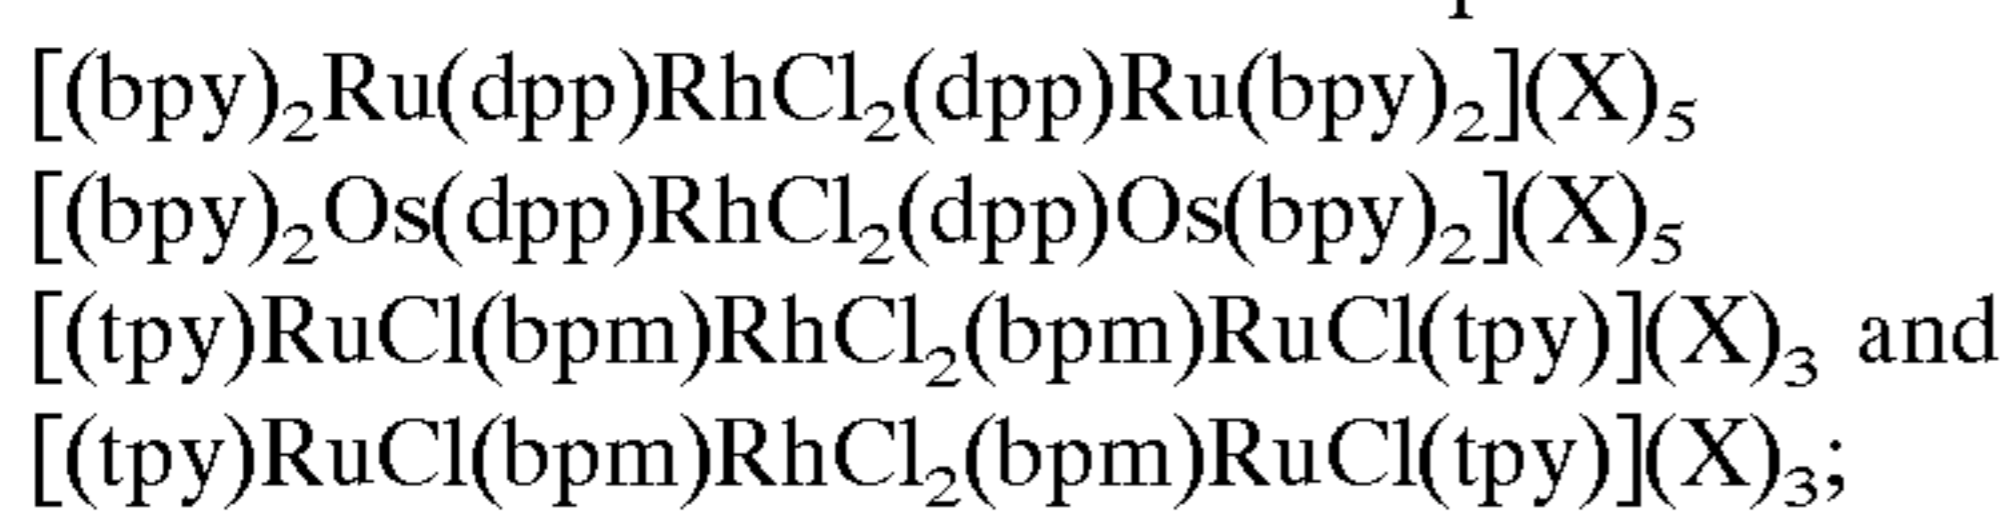 [(bpy)₂Ru(dpp)RhCl₂(dpp)Ru(bpy)₂](X)₅
[(bpy)₂Os(dpp)RhCl₂(dpp)Os(bpy)₂](X)₅
[(tpy)RuCl(bpm)RhCl₂(bpm)RuCl(tpy)](X)₃ and
[(tpy)RuCl(bpm)RhCl₂(bpm)RuCl(tpy)](X)₃;